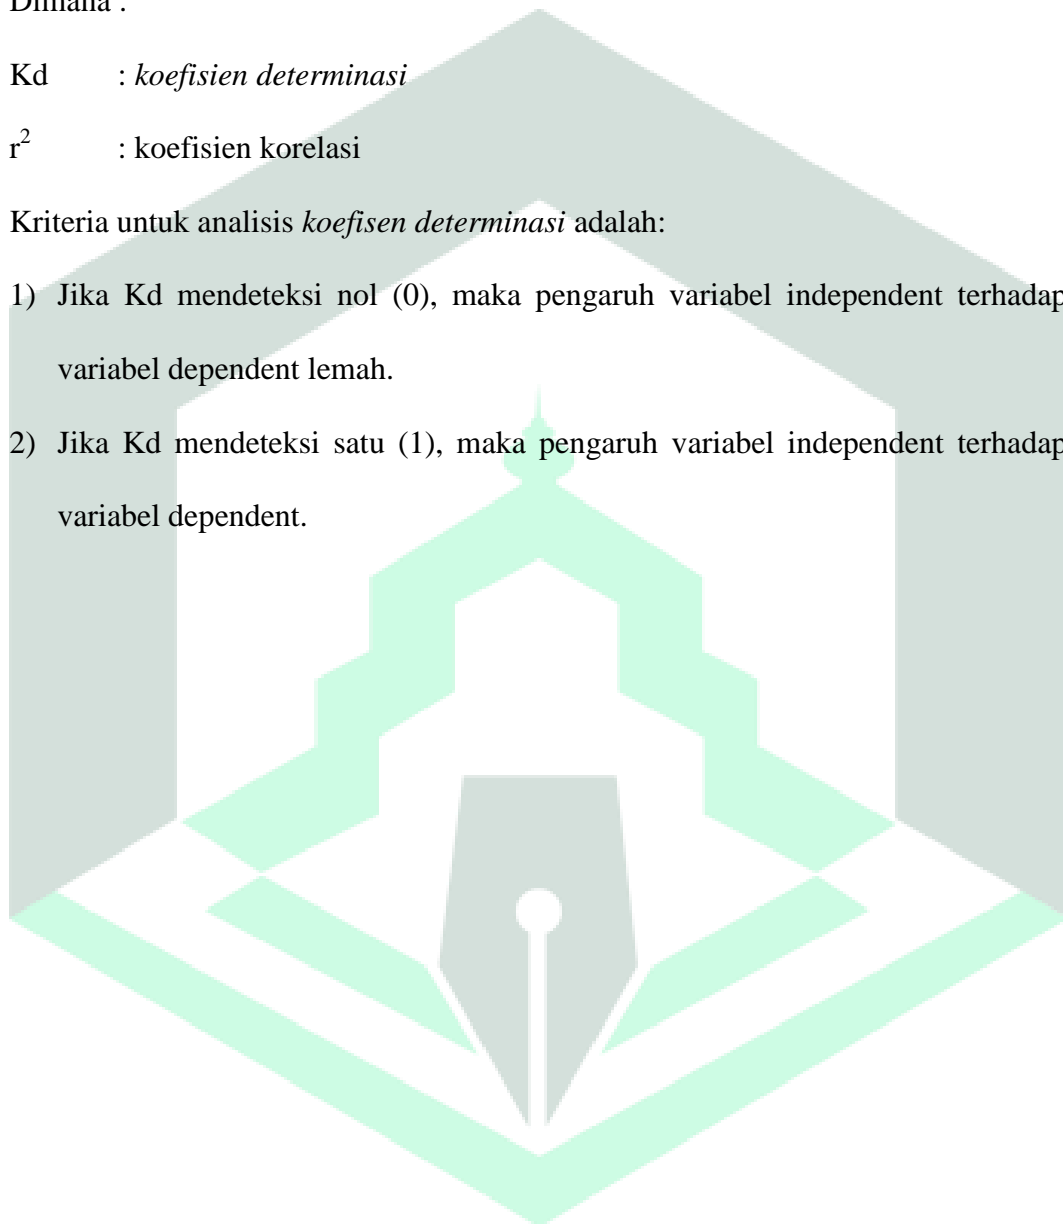 Dimana :
Kd : koefisien determinasi
r² : koefisien korelasi
Kriteria untuk analisis koefisen determinasi adalah:
1) Jika Kd mendeteksi nol (0), maka pengaruh variabel independent terhadap
variabel dependent lemah.
2) Jika Kd mendeteksi satu (1), maka pengaruh variabel independent terhadap
variabel dependent.